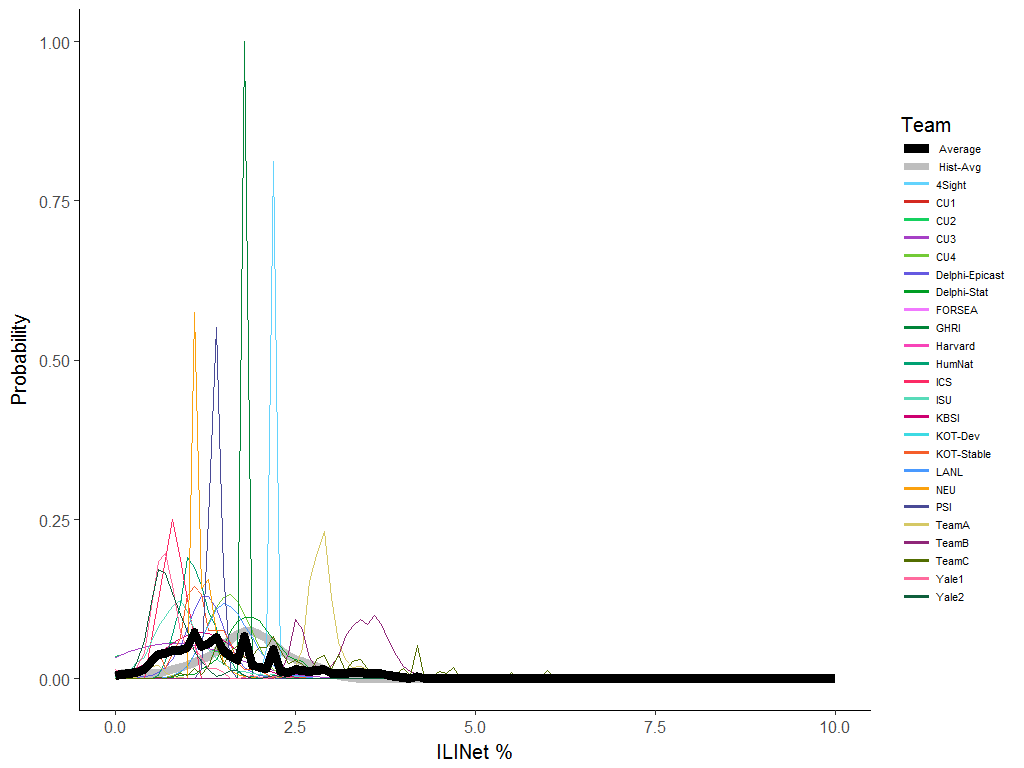 1.00
0.75
0.50
0.25
0.00
Probability
0.0 2.5 5.0 7.5 10.0
ILINet %
Team
Average
Hist-Avg
4Sight
CU1
CU2
CU3
CU4
Delphi-Epicast
Delphi-Stat
FORSEA
GHRI
Harvard
HumNat
ICS
ISU
KBSI
KOT-Dev
KOT-Stable
LANL
NEU
PSI
TeamA
TeamB
TeamC
Yale1
Yale2